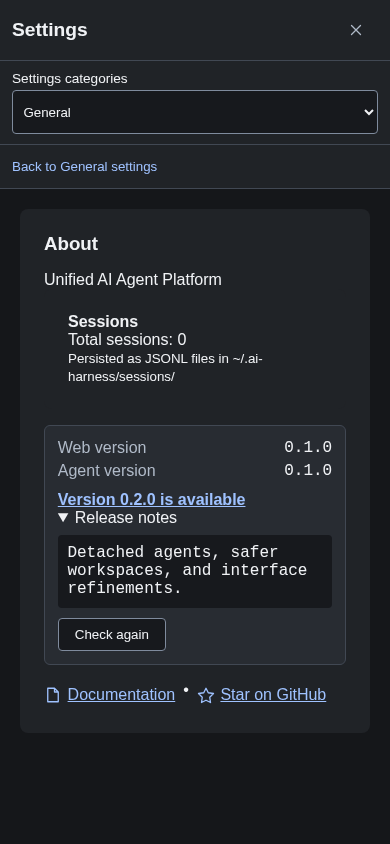 Settings
Settings categories
General
Back to General settings
About
Unified AI Agent Platform
Sessions
Total sessions: 0
Persisted as JSONL files in ~/.ai-
harness/sessions/
Web version 0.1.0
Agent version 0.1.0
Version 0.2.0 is available
▼ Release notes
Detached agents, safer
workspaces, and interface
refinements.
Check again
Documentation • Star on GitHub